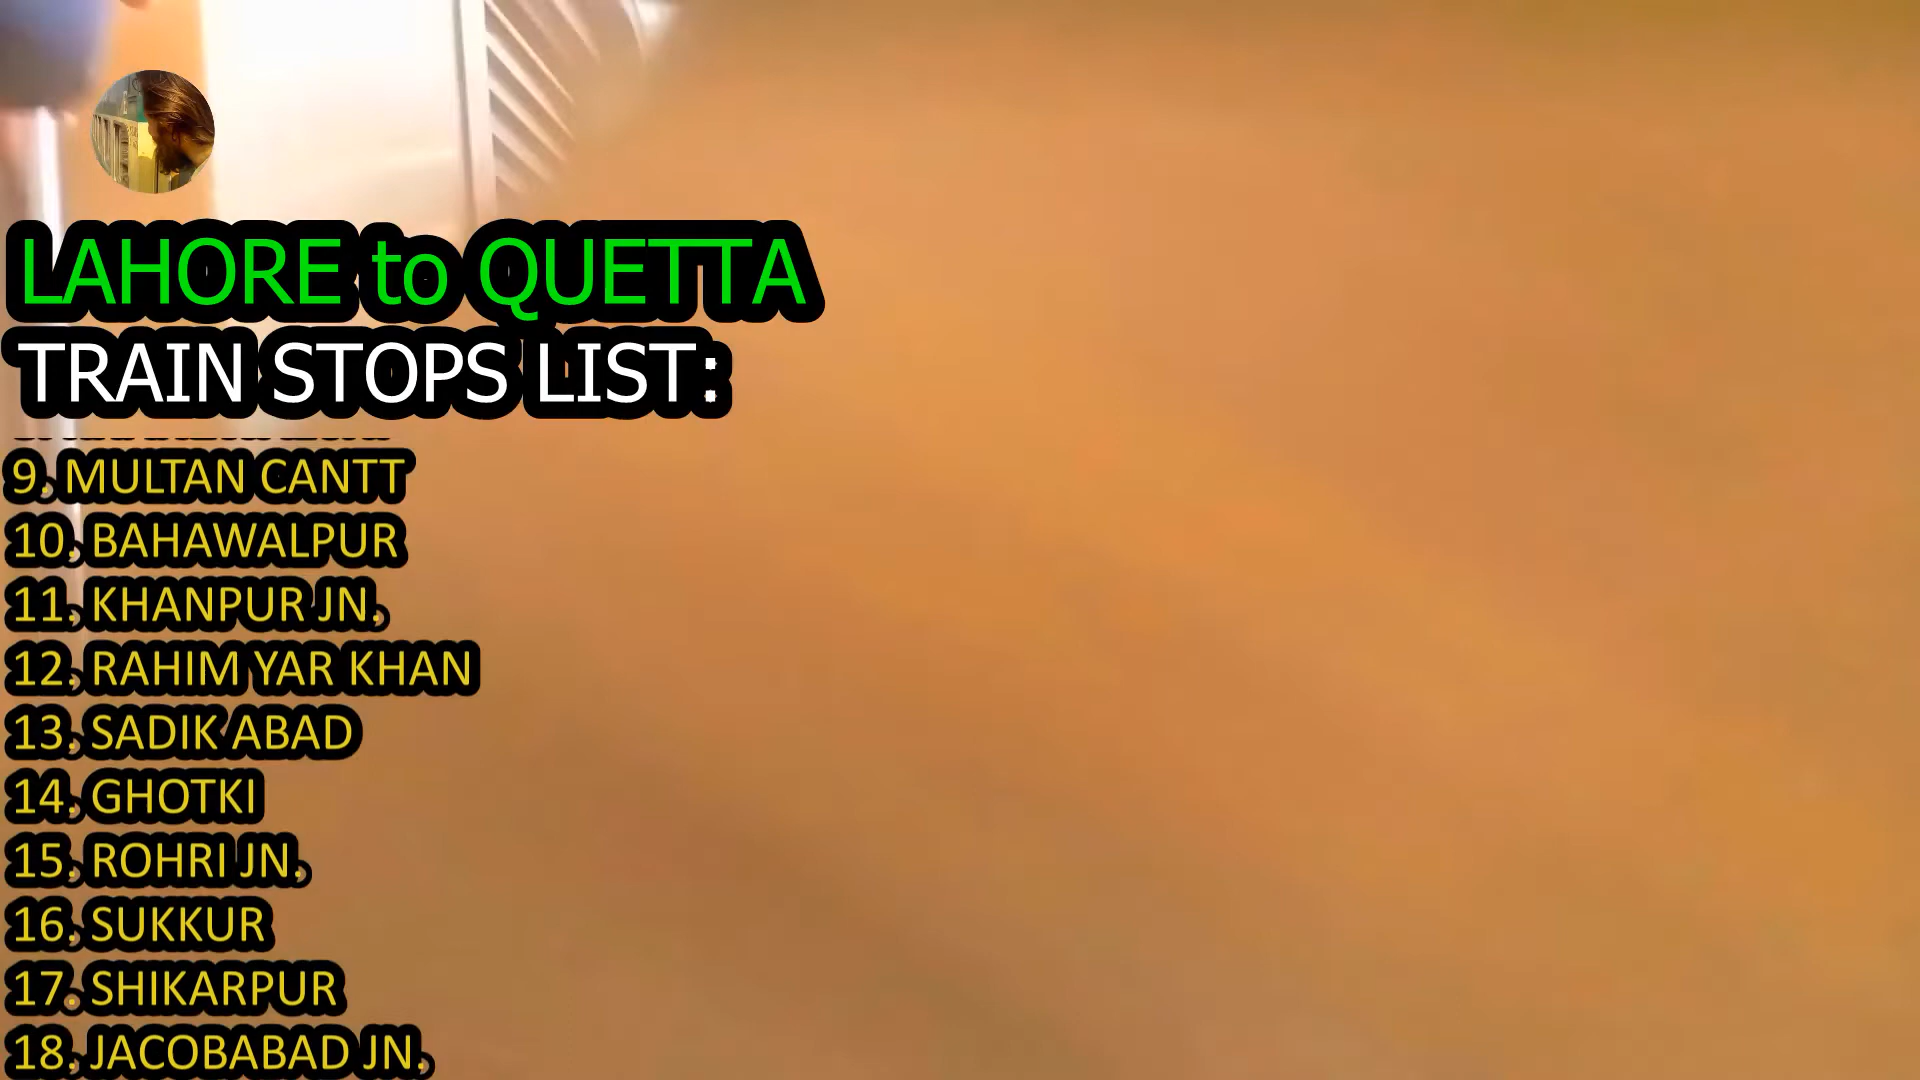 LAHORE to QUETTA
TRAIN STOPS LIST:
9. MULTAN CANTT
10. BAHAWALPUR
11. KHANPUR JN.
12. RAHIM YAR KHAN
13. SADIK ABAD
14. GHOTKI
15. ROHRI JN.
16. SUKKUR
17. SHIKARPUR
18. JACOBABAD JN.